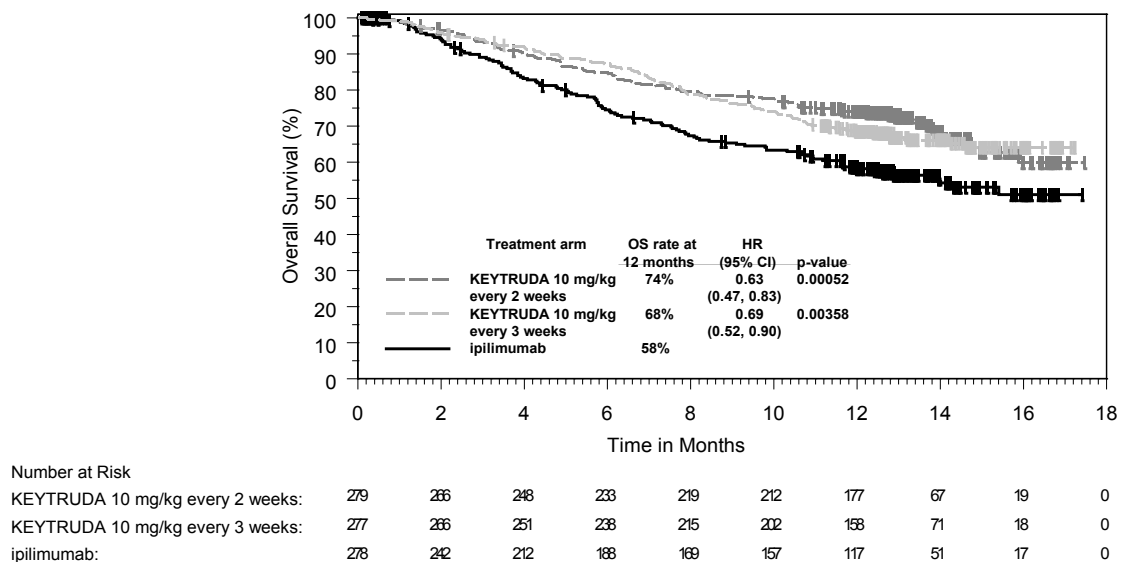 100
90
80
70
60
50
40
30
20
10
0
Overall Survival (%)
Treatment arm OS rate at HR
12 months (95% CI) p-value
KEYTRUDA 10 mg/kg 74% 0.63 0.00052
every 2 weeks (0.47, 0.83)
KEYTRUDA 10 mg/kg 68% 0.69 0.00358
every 3 weeks (0.52, 0.90)
ipilimumab 58%
0 2 4 6 8 10 12 14 16 18
Time in Months
Number at Risk
KEYTRUDA 10 mg/kg every 2 weeks: 279 266 248 233 219 212 177 67 19 0
KEYTRUDA 10 mg/kg every 3 weeks: 277 266 251 238 215 202 158 71 18 0
ipilimumab: 278 242 212 188 169 157 117 51 17 0